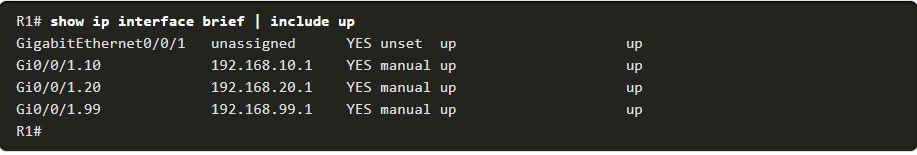 R1# show ip interface brief | include up
GigabitEthernet0/0/1   unassigned      YES unset  up                    up
Gi0/0/1.10             192.168.10.1    YES manual up                    up
Gi0/0/1.20             192.168.20.1    YES manual up                    up
Gi0/0/1.99             192.168.99.1    YES manual up                    up
R1#